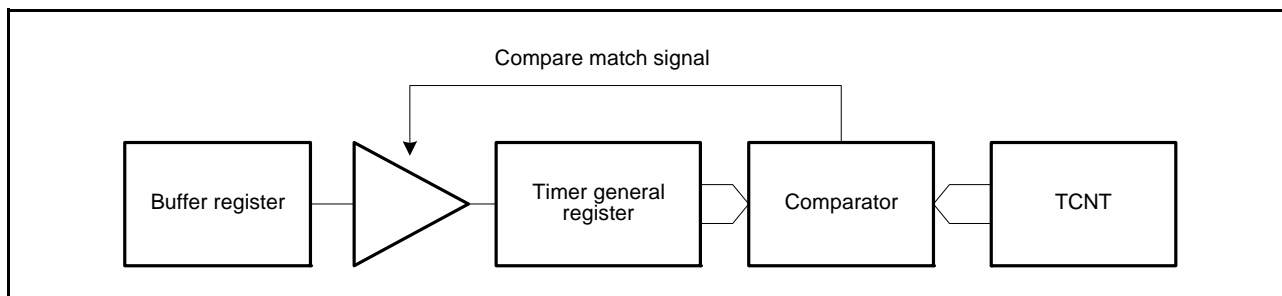 Compare match signal
Buffer register
Timer general
register
Comparator
TCNT